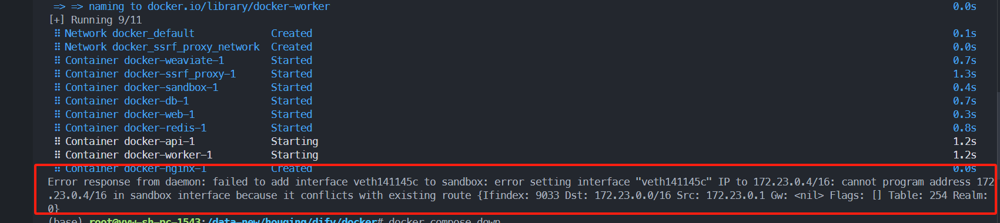 => => naming to docker.io/library/docker-worker 0.0s
[+] Running 9/11
⠿ Network docker_default Created 0.1s
⠿ Network docker_ssrf_proxy_network Created 0.0s
⠿ Container docker-weaviate-1 Started 0.7s
⠿ Container docker-ssrf_proxy-1 Started 1.3s
⠿ Container docker-sandbox-1 Started 0.4s
⠿ Container docker-db-1 Started 0.7s
⠿ Container docker-web-1 Started 0.3s
⠿ Container docker-redis-1 Started 0.8s
⠿ Container docker-api-1 Starting 1.2s
⠿ Container docker-worker-1 Starting 1.2s
⠿ Container docker-nginx-1 Created 0.0s
Error response from daemon: failed to add interface veth141145c to sandbox: error setting interface "veth141145c" IP to 172.23.0.4/16: cannot program address 172
.23.0.4/16 in sandbox interface because it conflicts with existing route {Ifindex: 9033 Dst: 172.23.0.0/16 Src: 172.23.0.1 Gw: <nil> Flags: [] Table: 254 Realm:
0}
(base) docker compose down